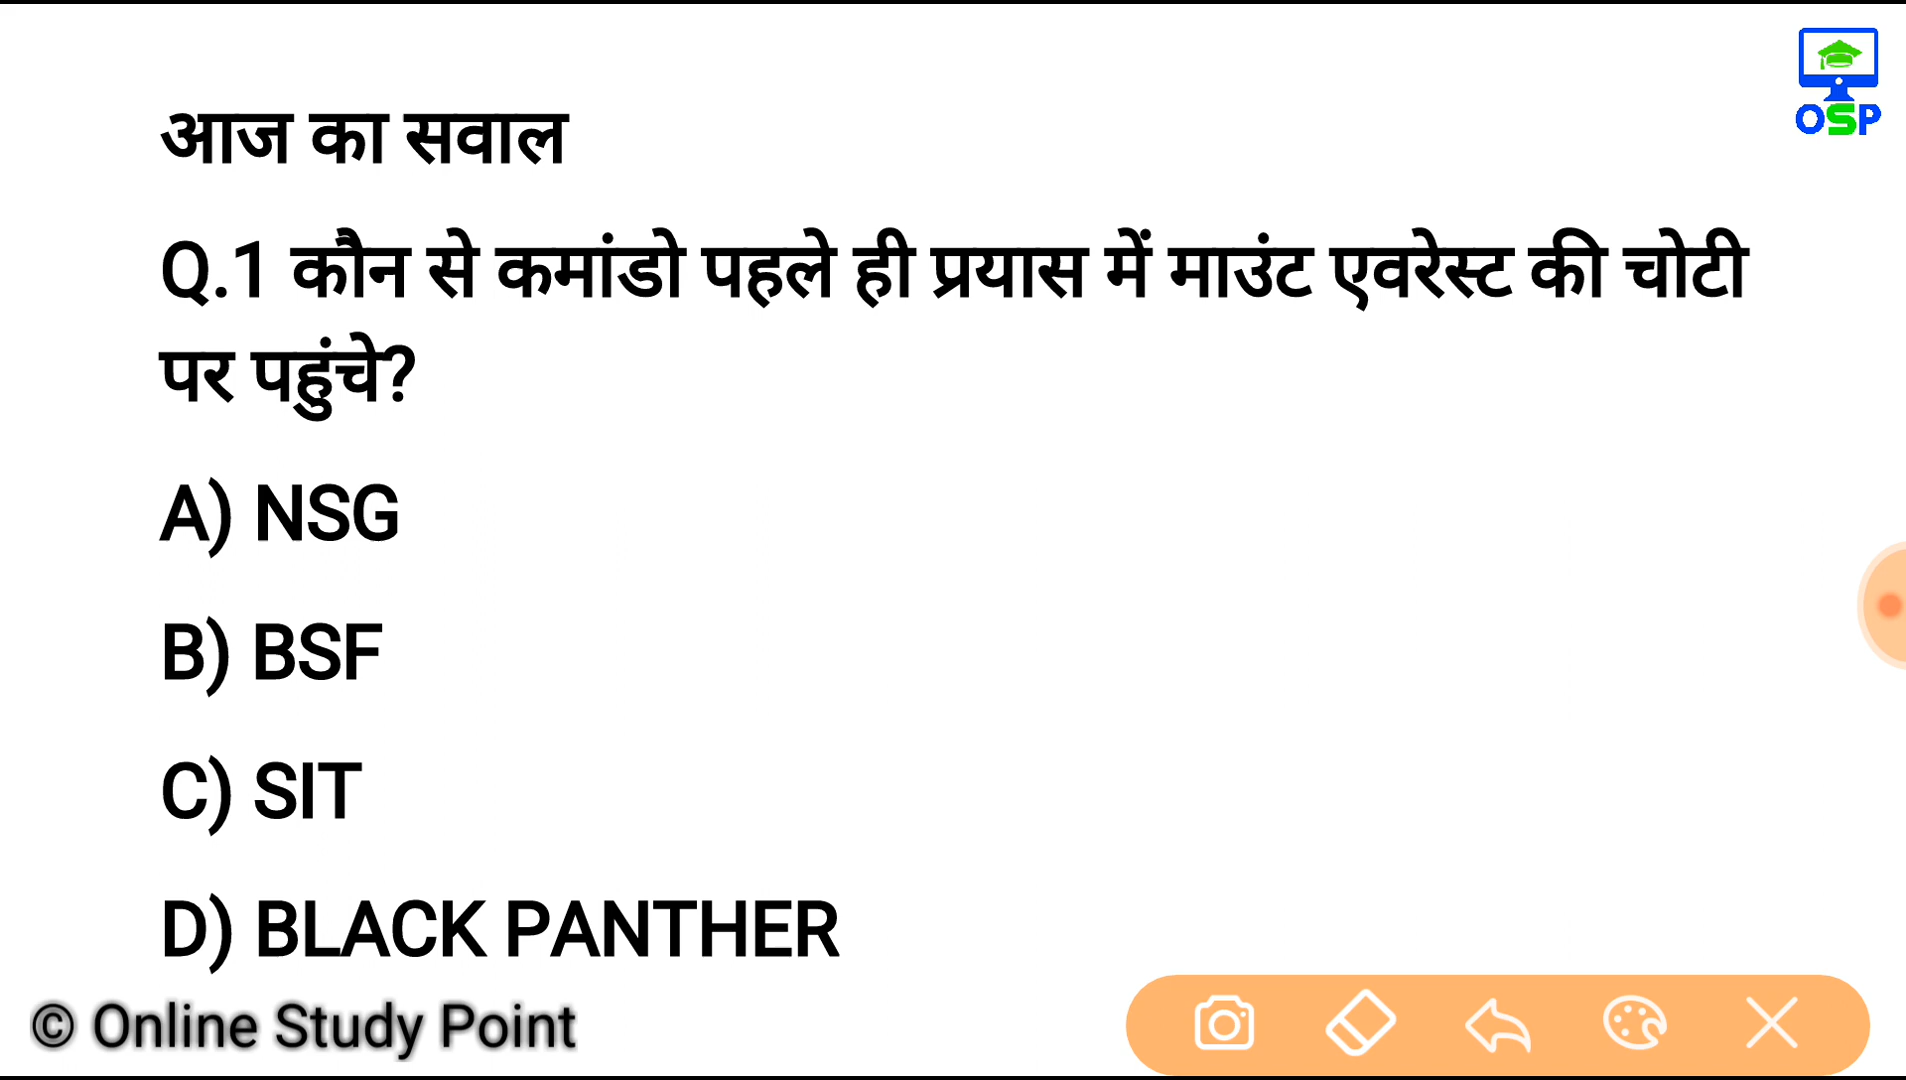 OSP
आज का सवाल
Q.1 कौन से कमांडो पहले ही प्रयास में माउंट एवरेस्ट की चोटी
पर पहुंचे?
A) NSG
B) BSF
C) SIT
D) BLACK PANTHER
© Online Study Point